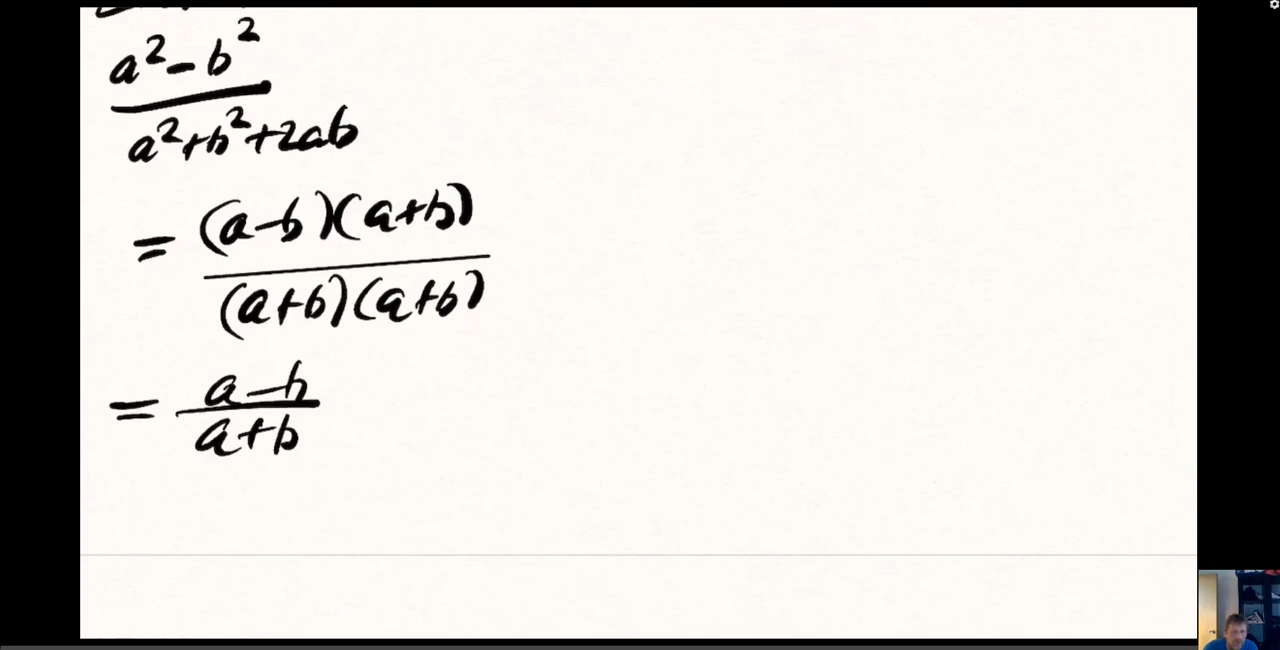 a² - b²
a² + b² + 2ab
= (a - b)(a + b)
(a + b)(a + b)
= a - b
a + b